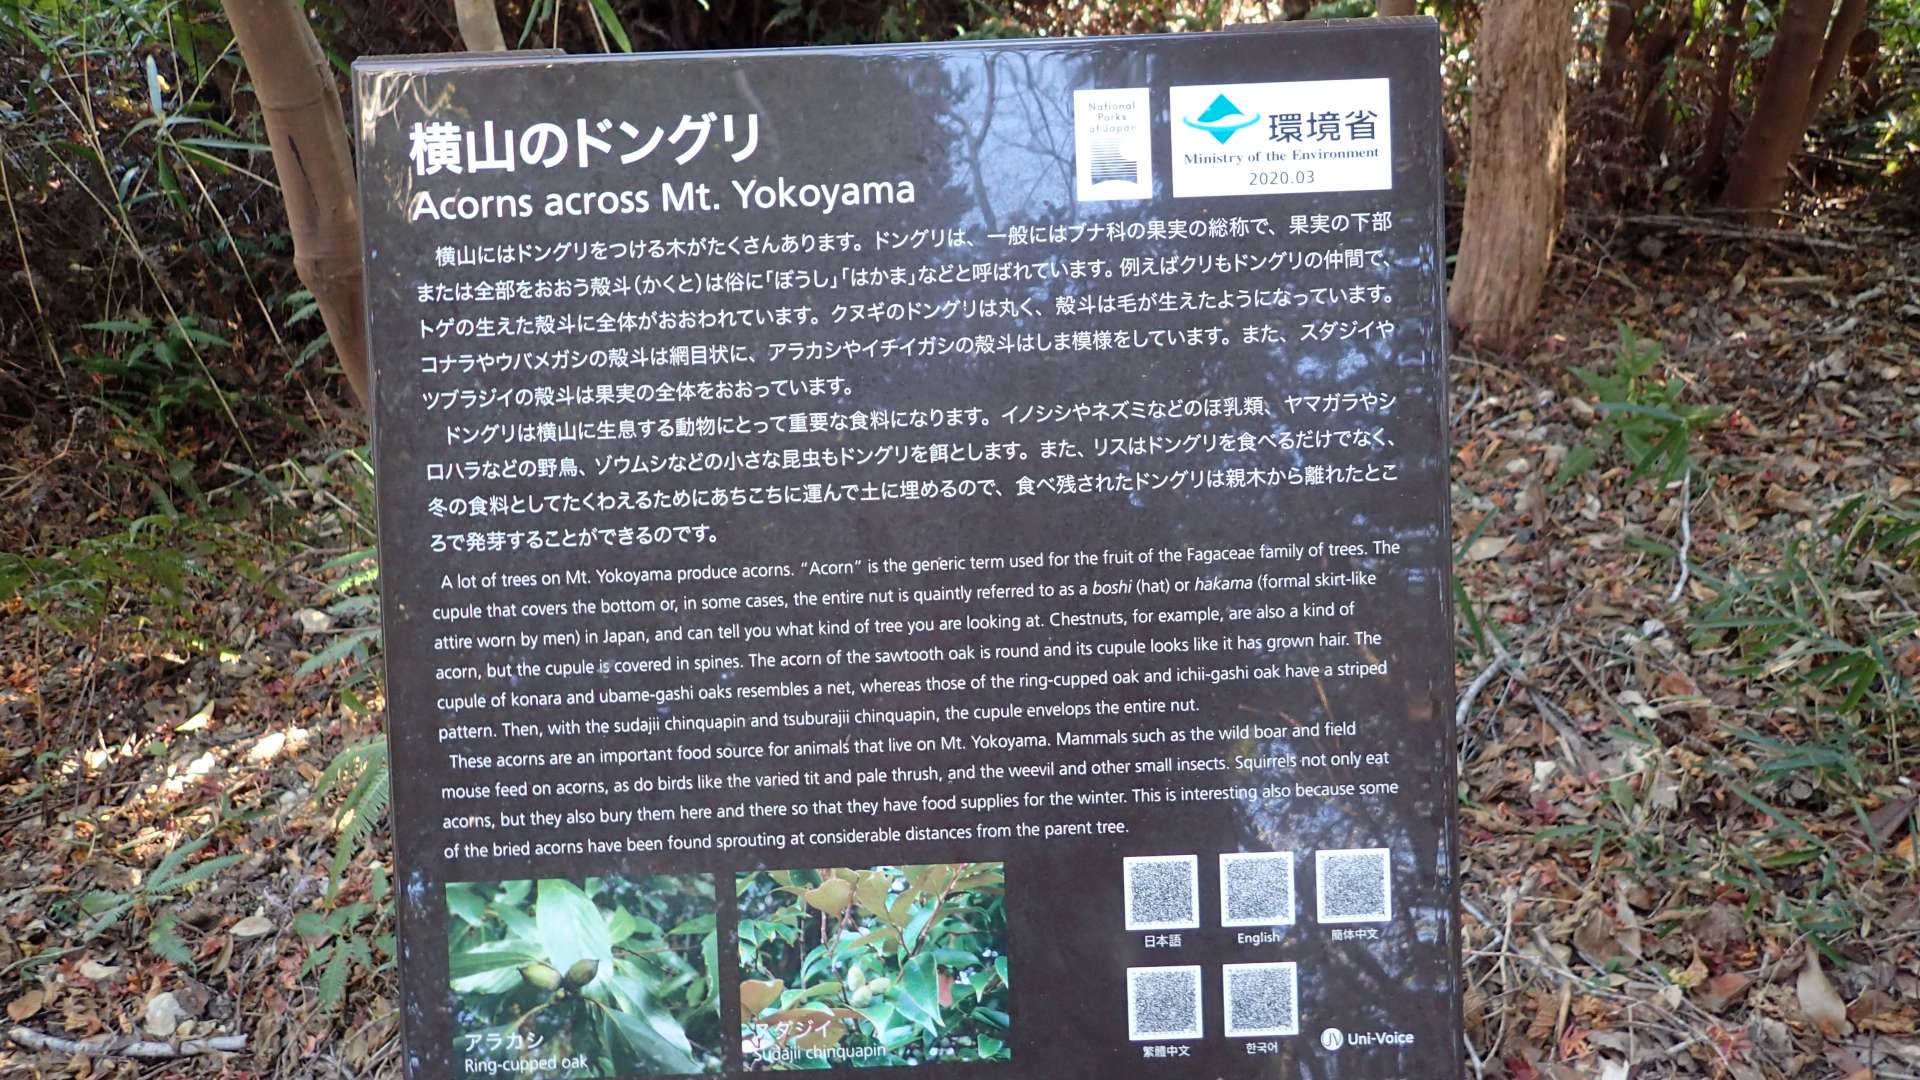 横山のドングリ
Acorns across Mt. Yokoyama
National
Parks
of Japan
環境省
Ministry of the Environment
2020.03
横山にはドングリをつける木がたくさんあります。ドングリは、一般にはブナ科の果実の総称で、果実の下部
または全部をおおう殻斗(かくと)は俗に「ぼうし」「はかま」などと呼ばれています。例えばクリもドングリの仲間で、
トゲの生えた殻斗に全体がおおわれています。クヌギのドングリは丸く、殻斗は毛が生えたようになっています。
コナラやウバメガシの殻斗は網目状に、アラカシやイチイガシの殻斗はしま模様をしています。また、スダジイや
ツブラジイの殻斗は果実の全体をおおっています。
ドングリは横山に生息する動物にとって重要な食料になります。イノシシやネズミなどのほ乳類、ヤマガラやシ
ロハラなどの野鳥、ゾウムシなどの小さな昆虫もドングリを餌とします。また、リスはドングリを食べるだけでなく、
冬の食料としてたくわえるためにあちこちに運んで土に埋めるので、食べ残されたドングリは親木から離れたとこ
ろで発芽することができるのです。
A lot of trees on Mt. Yokoyama produce acorns. “Acorn” is the generic term used for the fruit of the Fagaceae family of trees. The
cupule that covers the bottom or, in some cases, the entire nut is quaintly referred to as a boshi (hat) or hakama (formal skirt-like
attire worn by men) in Japan, and can tell you what kind of tree you are looking at. Chestnuts, for example, are also a kind of
acorn, but the cupule is covered in spines. The acorn of the sawtooth oak is round and its cupule looks like it has grown hair. The
cupule of konara and ubame-gashi oaks resembles a net, whereas those of the ring-cupped oak and ichii-gashi oak have a striped
pattern. Then, with the sudajii chinquapin and tsuburajii chinquapin, the cupule envelops the entire nut.
These acorns are an important food source for animals that live on Mt. Yokoyama. Mammals such as the wild boar and field
mouse feed on acorns, as do birds like the varied tit and pale thrush, and the weevil and other small insects. Squirrels not only eat
acorns, but they also bury them here and there so that they have food supplies for the winter. This is interesting also because some
of the bried acorns have been found sprouting at considerable distances from the parent tree.
アラカシ
Ring-cupped oak
スダジイ
Sudajii chinquapin
日本語
English
簡体中文
繁體中文
한국어
Uni-Voice